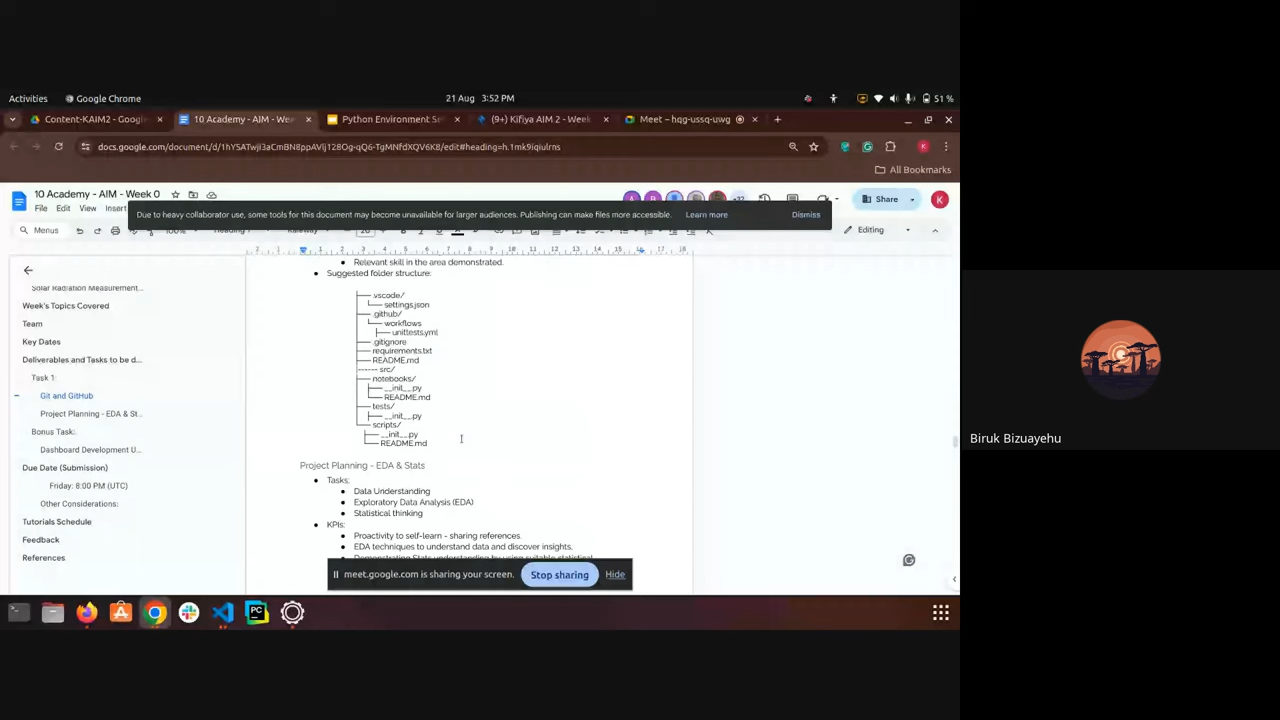 Activities
Google Chrome
21 Aug 3:52 PM
51 %
Content-KAIM2 - Google
10 Academy - AIM - Wee
Python Environment Se
(9+) Kifiya AIM 2 - Week
Meet – hqg-ussq-uwg
docs.google.com/document/d/1hYSATwjI3aCmBN8ppAVlj128Og-qQ6-TgMNfdXQV6K8/edit#heading=h.1mk9iqiulrns
All Bookmarks
10 Academy - AIM - Week 0
File Edit View Insert
+32
Share
K
Due to heavy collaborator use, some tools for this document may become unavailable for larger audiences. Publishing can make files more accessible. Learn more Dismiss
Menus
Editing
Solar Radiation Measurement...
Week's Topics Covered
Team
Key Dates
Deliverables and Tasks to be d...
Task 1:
Git and GitHub
Project Planning - EDA & St...
Bonus Task:
Dashboard Development U...
Due Date (Submission)
Friday: 8:00 PM (UTC)
Other Considerations:
Tutorials Schedule
Feedback
References
Relevant skill in the area demonstrated.
Suggested folder structure:
├── .vscode/
│   └── settings.json
├── .github/
│   └── workflows
│       ├── unittests.yml
├── .gitignore
├── requirements.txt
├── README.md
|------ src/
├── notebooks/
│   ├── __init__.py
│   └── README.md
├── tests/
│   ├── __init__.py
└── scripts/
    ├── __init__.py
    └── README.md
Project Planning - EDA & Stats
Tasks:
Data Understanding
Exploratory Data Analysis (EDA)
Statistical thinking
KPIs:
Proactivity to self-learn - sharing references.
EDA techniques to understand data and discover insights.
Demonstrating Stats understanding by using suitable statistical
meet.google.com is sharing your screen. Stop sharing Hide
Biruk Bizuayehu